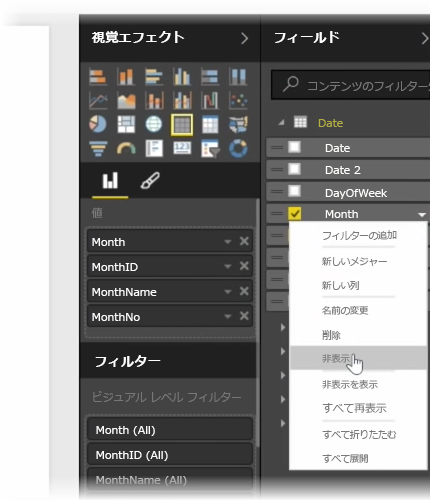 視覚エフェクト
値
Month
MonthID
MonthName
MonthNo
フィルター
ビジュアル レベル フィルター
Month (All)
MonthID (All)
MonthName (All)
フィールド
コンテンツのフィルター
Date
Date
Date 2
DayOfWeek
Month
フィルターの追加
新しいメジャー
新しい列
名前の変更
削除
非表示
非表示を表示
すべて再表示
すべて折りたたむ
すべて展開